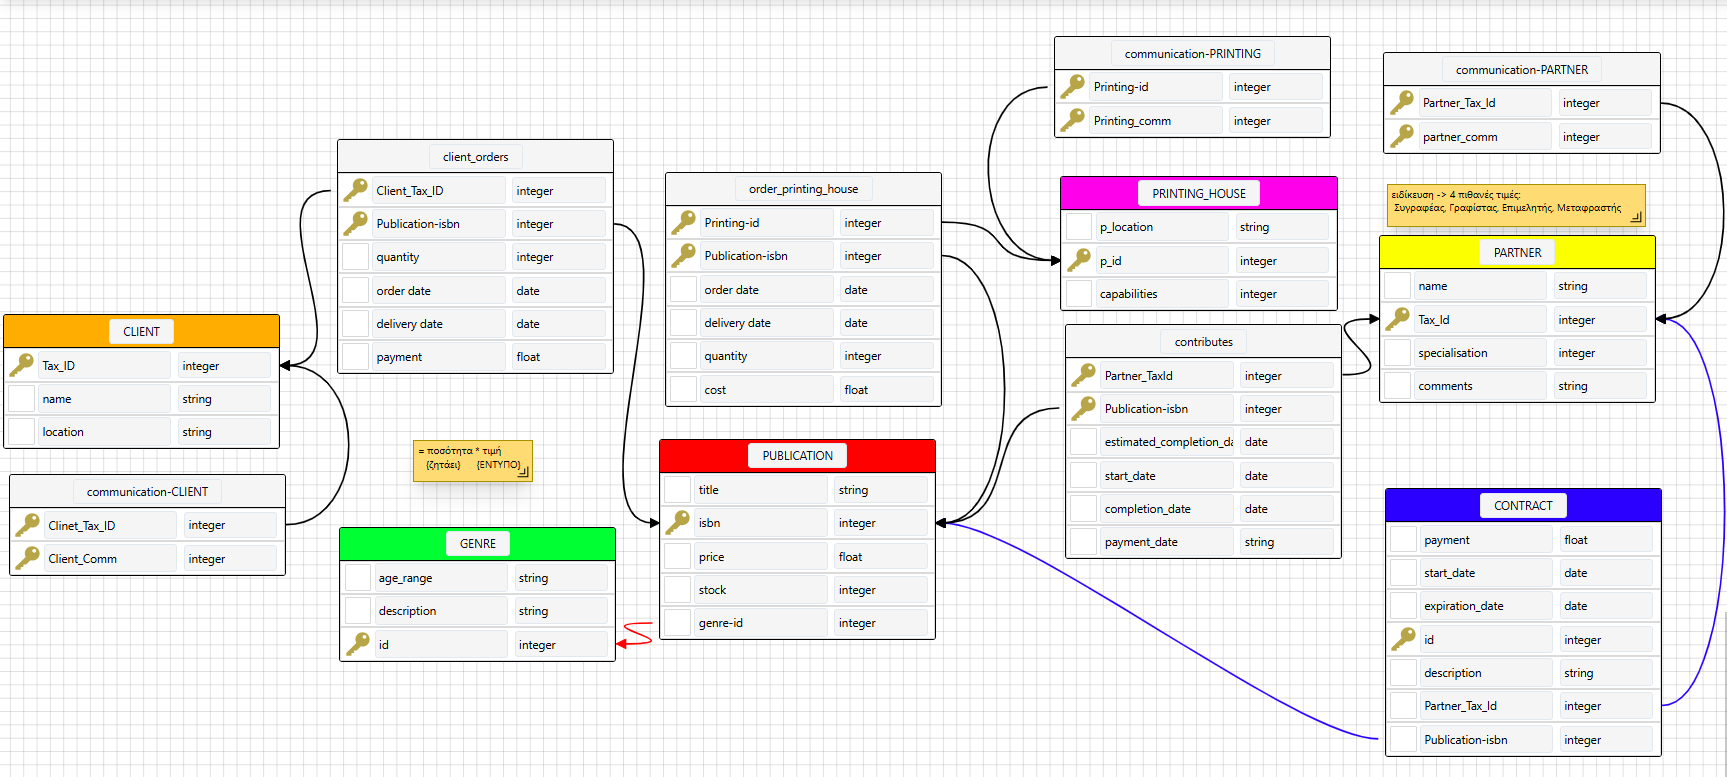 communication-PRINTING
Printing-id integer
Printing_comm integer
communication-PARTNER
Partner_Tax_Id integer
partner_comm integer
client_orders
Client_Tax_ID integer
Publication-isbn integer
quantity integer
order date date
delivery date date
payment float
order_printing_house
Printing-id integer
Publication-isbn integer
order date date
delivery date date
quantity integer
cost float
PRINTING_HOUSE
p_location string
p_id integer
capabilities integer
ειδίκευση -> 4 πιθανές τιμές:
Συγραφέας, Γραφίστας, Επιμελητής, Μεταφραστής
PARTNER
name string
Tax_Id integer
specialisation integer
comments string
CLIENT
Tax_ID integer
name string
location string
contributes
Partner_TaxId integer
Publication-isbn integer
estimated_completion_da date
start_date date
completion_date date
payment_date string
= ποσότητα * τιμή
{ζητάει} {ΕΝΤΥΠΟ}
PUBLICATION
title string
isbn integer
price float
stock integer
genre-id integer
communication-CLIENT
Clinet_Tax_ID integer
Client_Comm integer
GENRE
age_range string
description string
id integer
CONTRACT
payment float
start_date date
expiration_date date
id integer
description string
Partner_Tax_Id integer
Publication-isbn integer